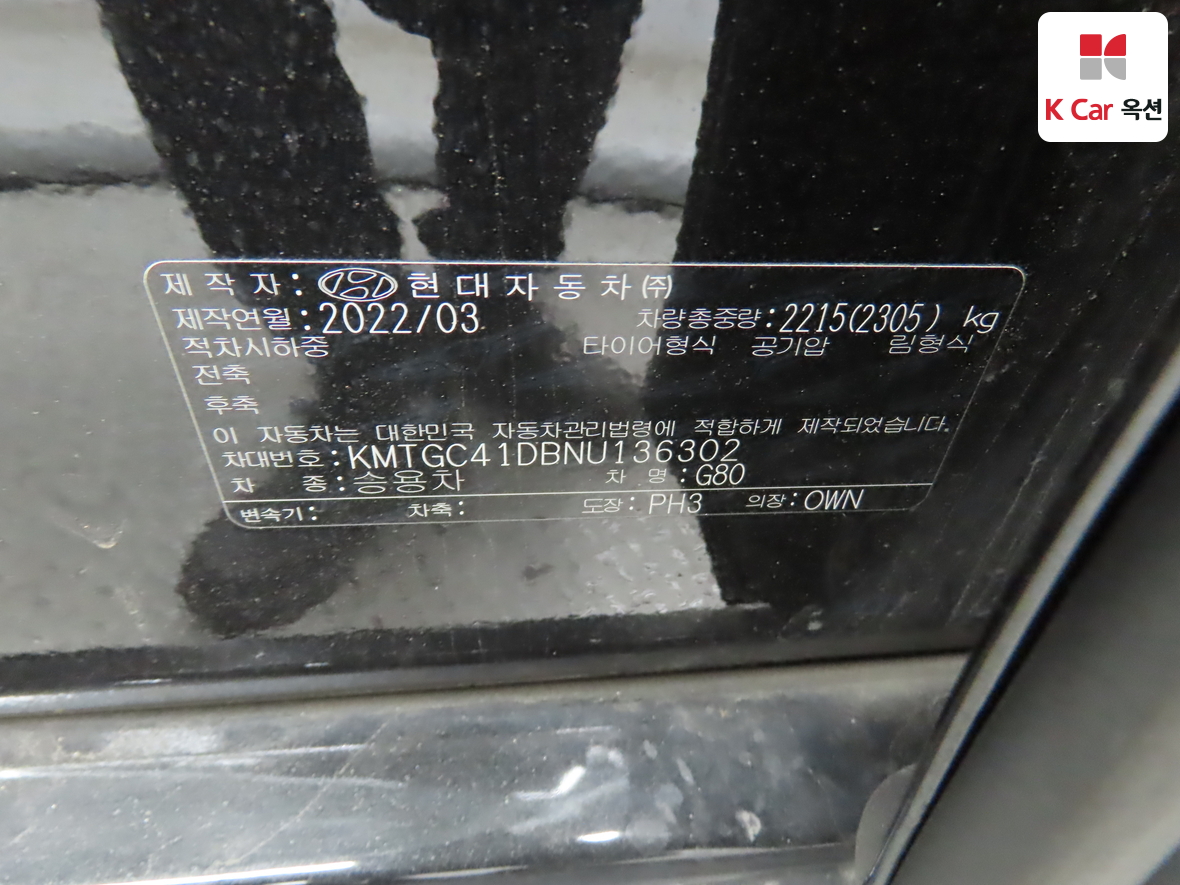 K Car 옥션
제 작 자 : 현 대 자 동 차 ㈜
제작연월 : 2022/03 차량총중량 : 2215(2305) kg
적차시하중 타이어형식 공기압 림형식
전축
후축
이 자동차는 대한민국 자동차관리법령에 적합하게 제작되었습니다.
차대번호 : KMTGC41DBNU136302
차 종 : 승용차 차 명 : G80
변속기 : 차축 : 도장 : PH3 의장 : OWN